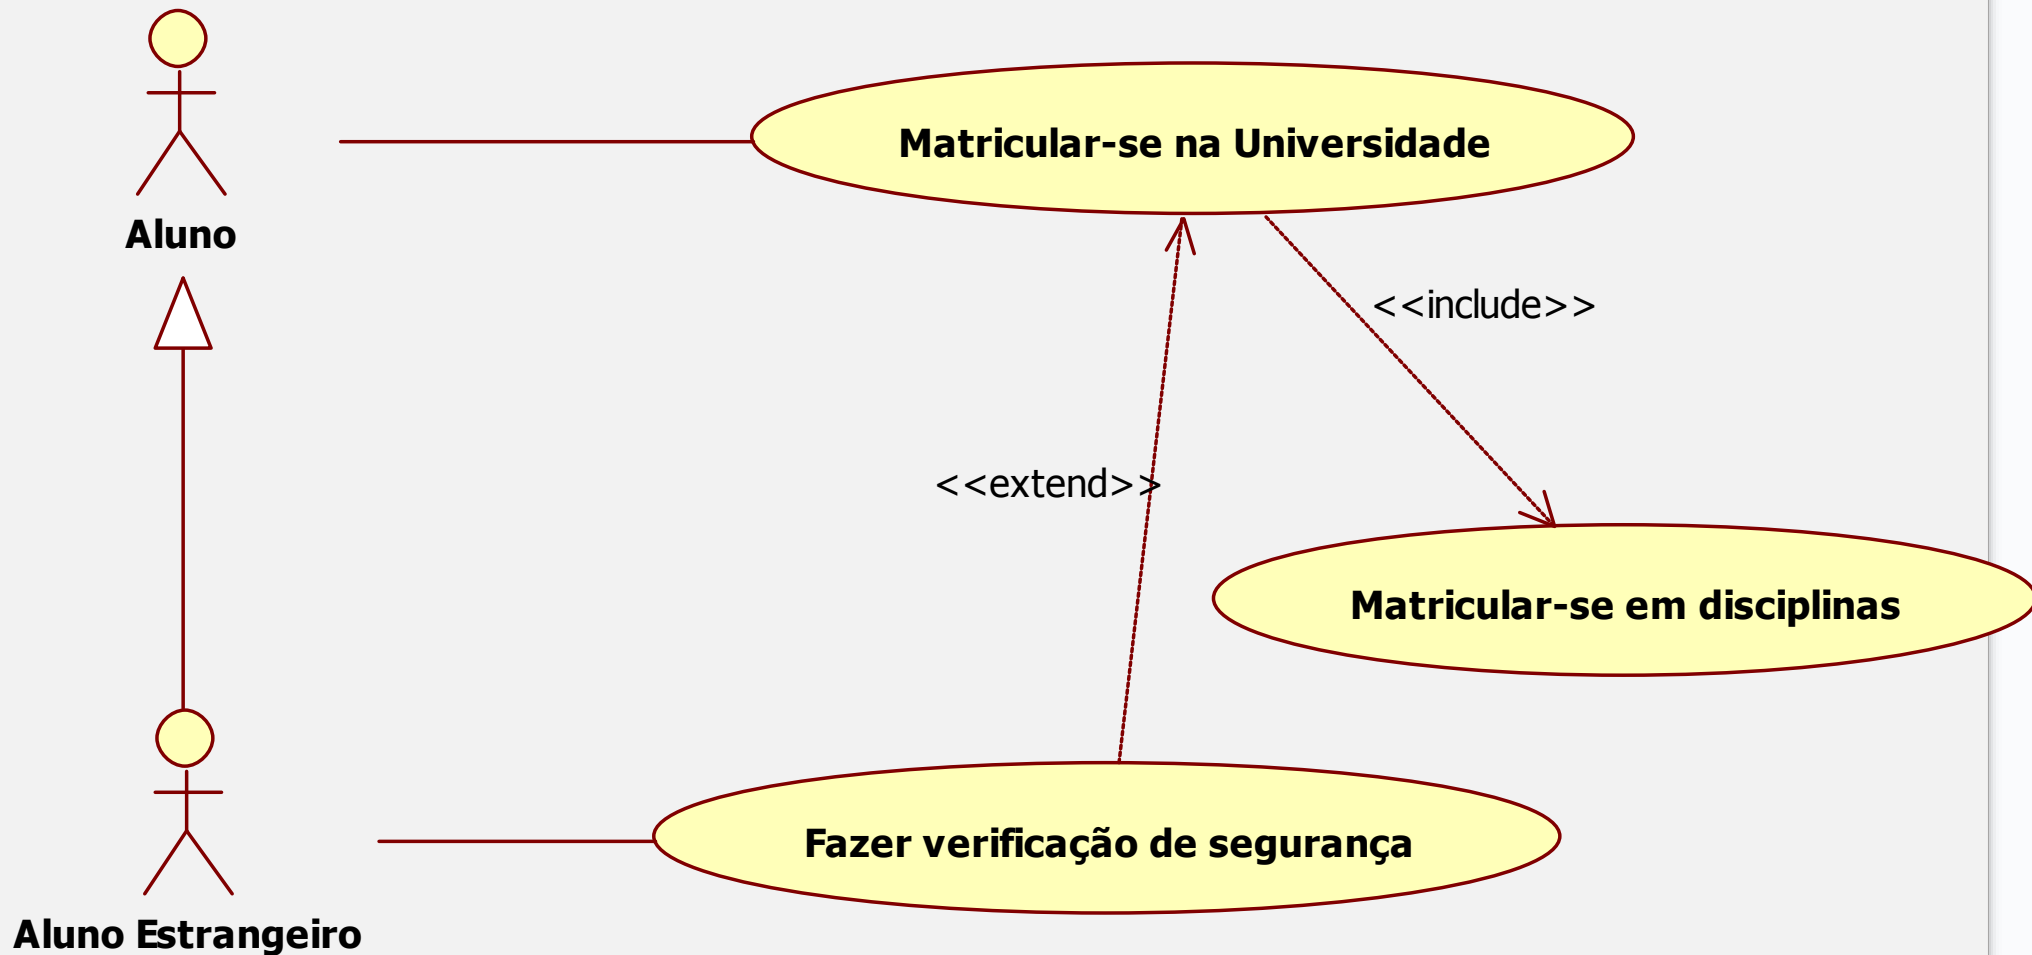 Matricular-se na Universidade
Aluno
<<include>>
<<extend>>
Matricular-se em disciplinas
Fazer verificação de segurança
Aluno Estrangeiro